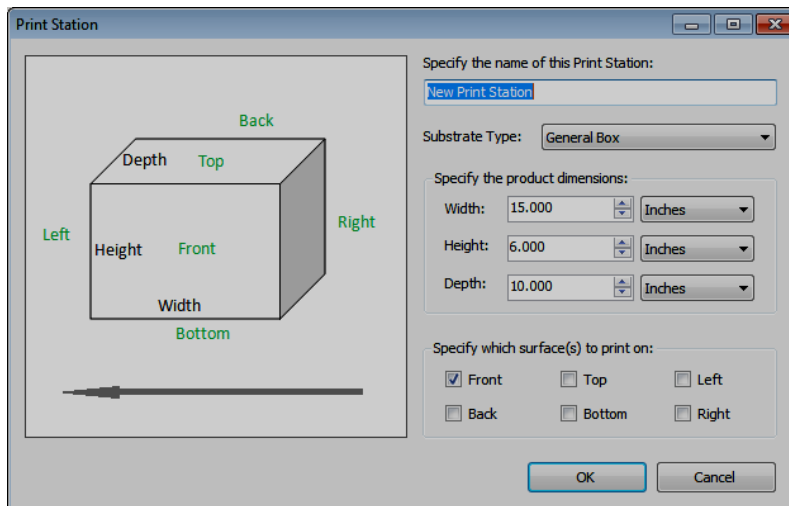 Print Station
Back
Depth Top
Left
Right
Height Front
Width
Bottom
Specify the name of this Print Station:
New Print Station
Substrate Type: General Box
Specify the product dimensions:
Width: 15.000 Inches
Height: 6.000 Inches
Depth: 10.000 Inches
Specify which surface(s) to print on:
Front Top Left
Back Bottom Right
OK Cancel